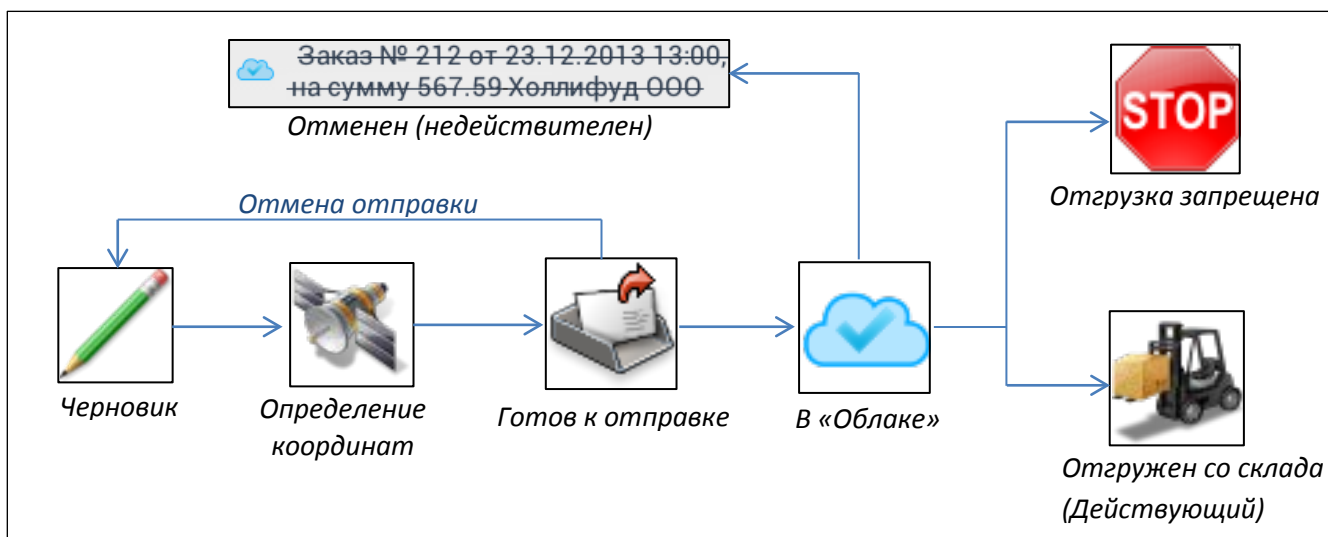 Заказ № 212 от 23.12.2013 13:00,
на сумму 567.59 Холлифуд ООО
Отменен (недействителен)
STOP
Отгрузка запрещена
Отмена отправки
Черновик
Определение
координат
Готов к отправке
В «Облаке»
Отгружен со склада
(Действующий)